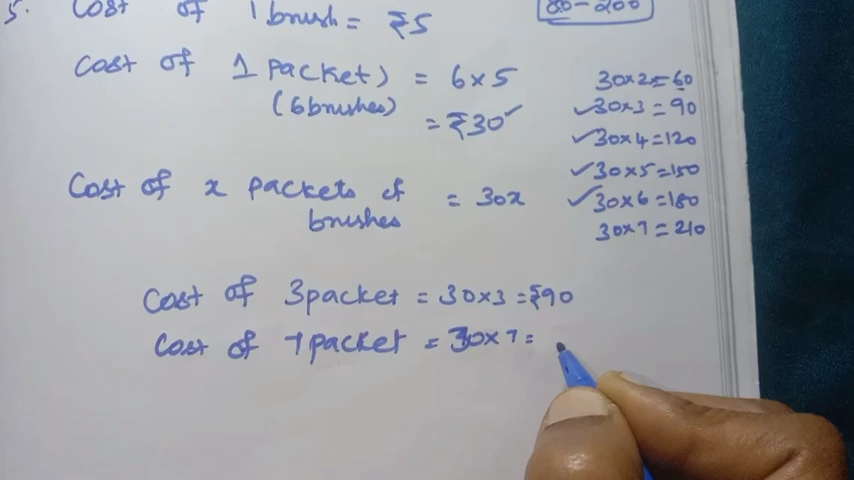 5. Cost of 1 brush = ₹5
80-200
Cost of 1 packet) = 6×5
(6 brushes)
= ₹30✓
30×2=60
✓30×3=90
✓30×4=120
✓30×5=150
✓30×6=180
30×7=210
Cost of x packets of = 30x
brushes
Cost of 3 packet = 30×3=₹90
Cost of 7 packet = 30×7=